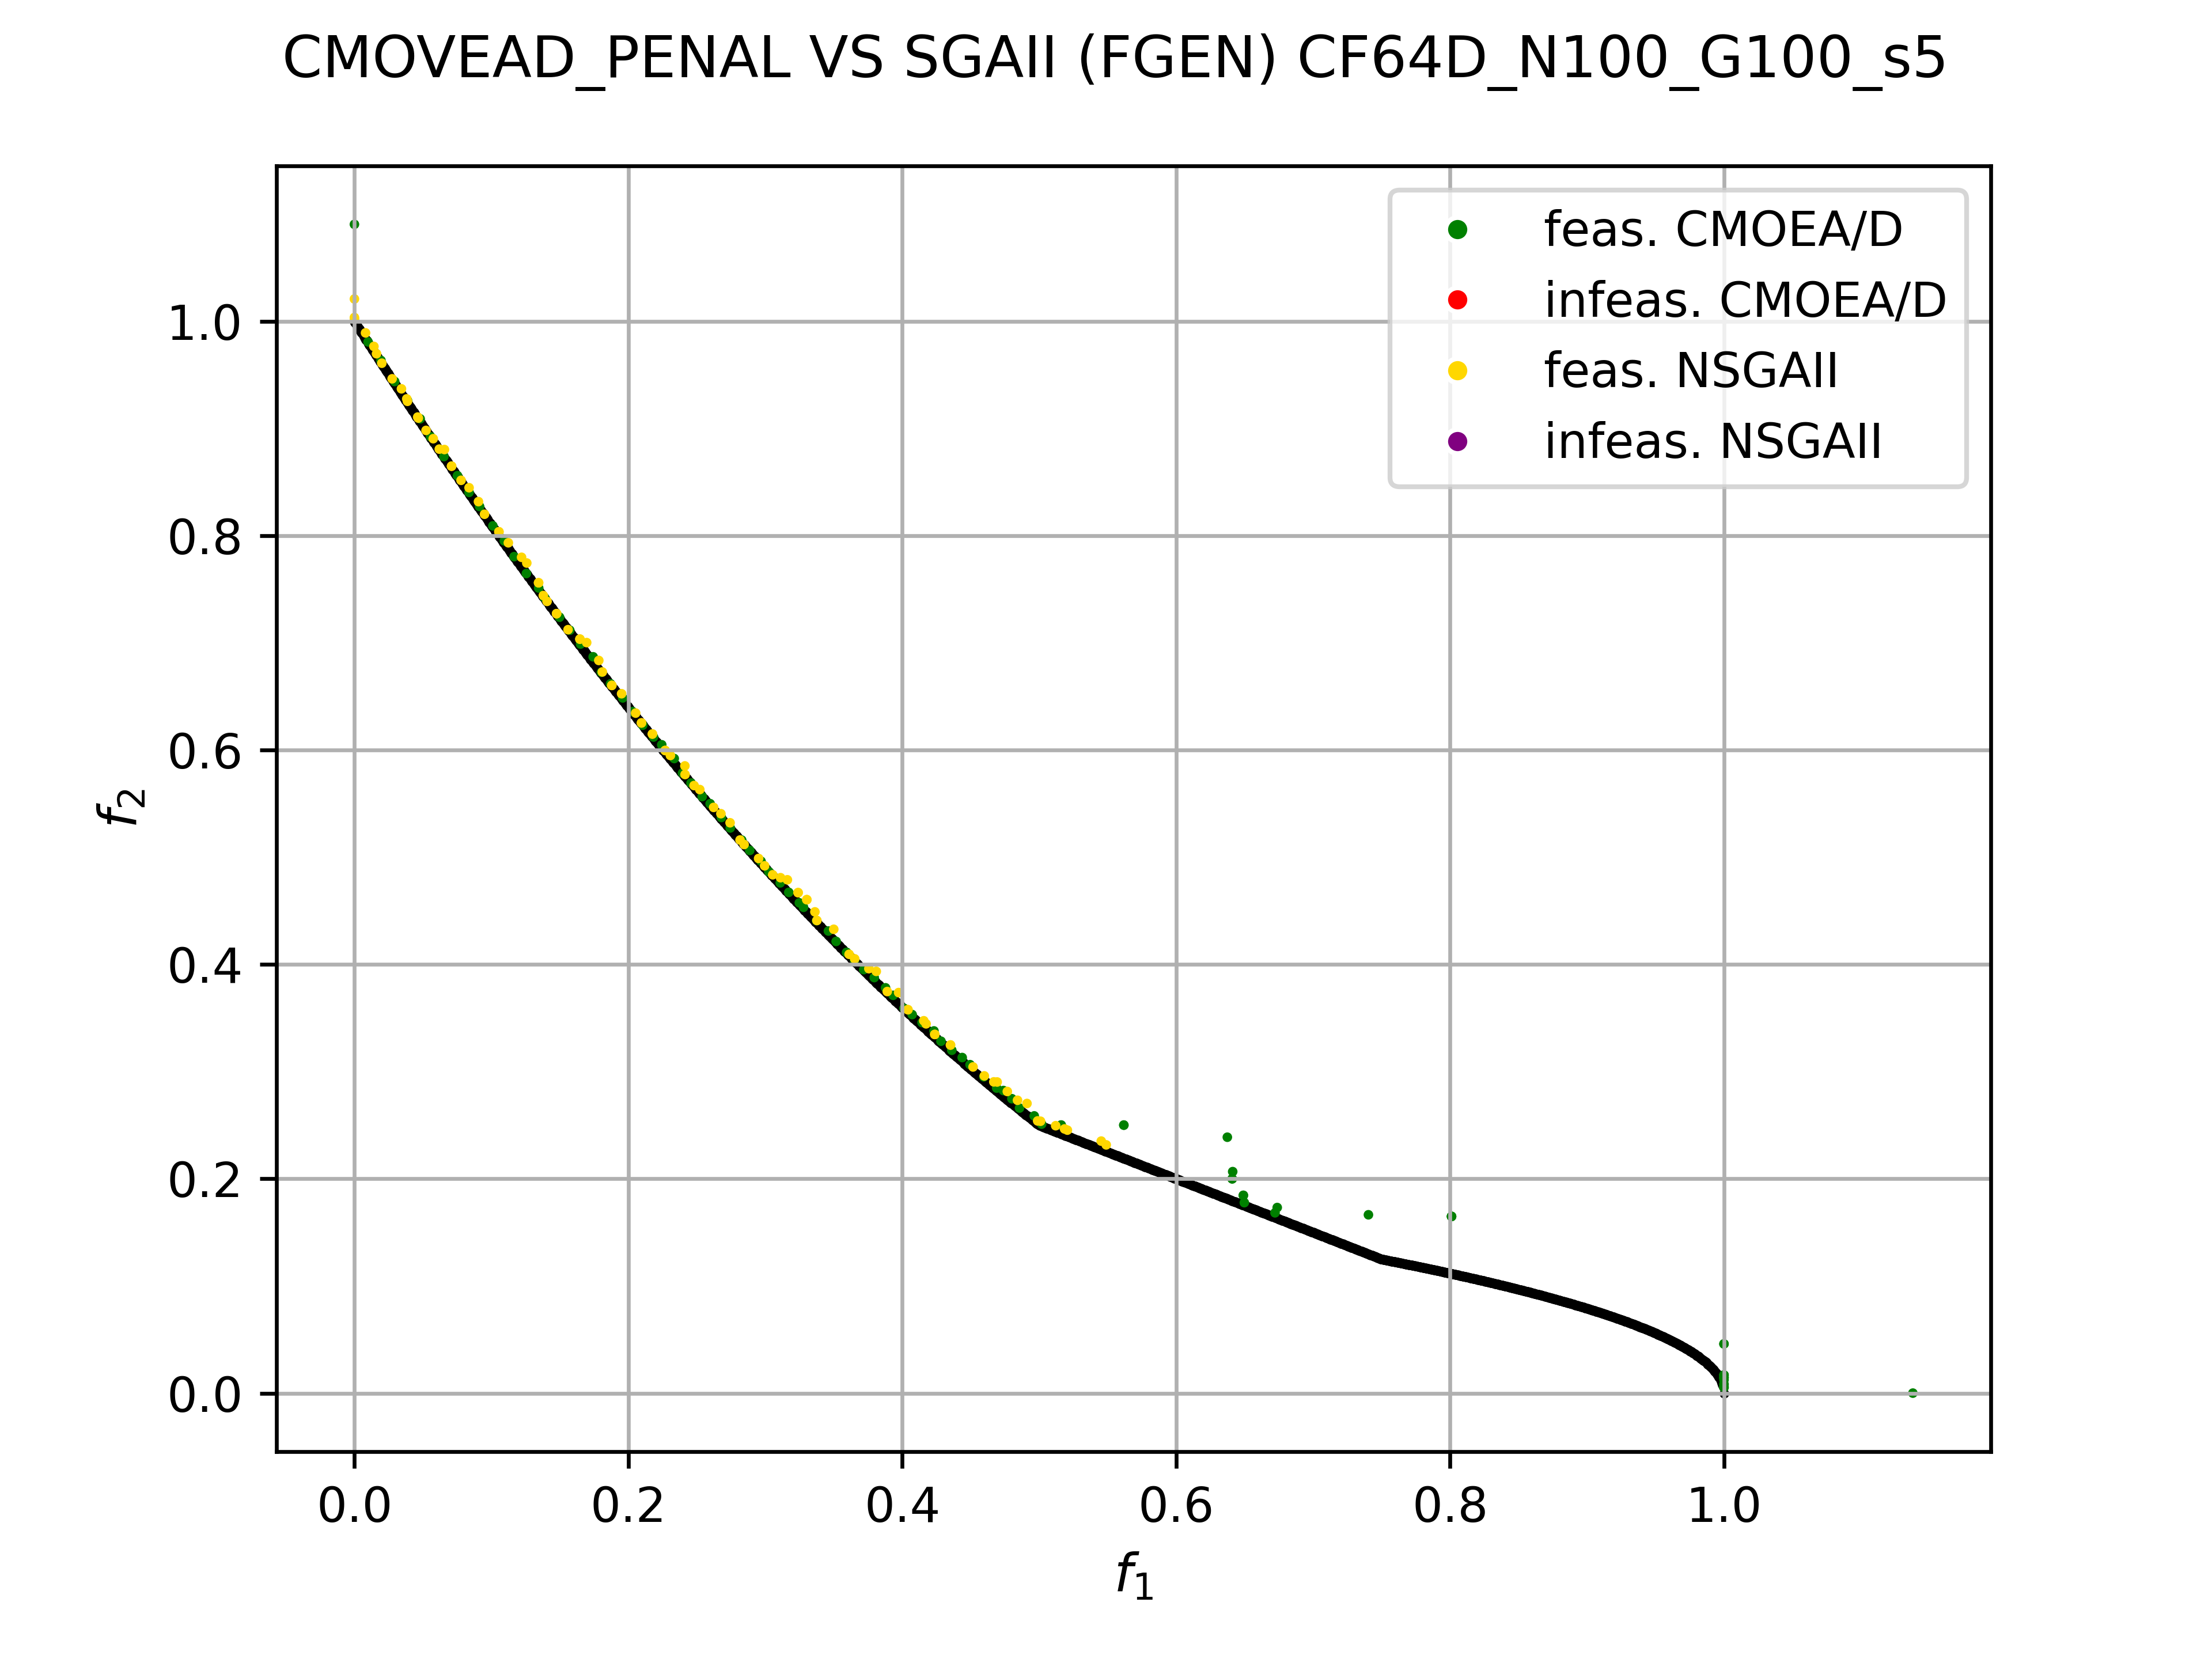 CMOVEAD_PENAL VS SGAII (FGEN) CF64D_N100_G100_s5
feas. CMOEA/D
infeas. CMOEA/D
feas. NSGAII
infeas. NSGAII
1.0
0.8
0.6
0.4
0.2
0.0
f2
0.0 0.2 0.4 0.6 0.8 1.0
f1